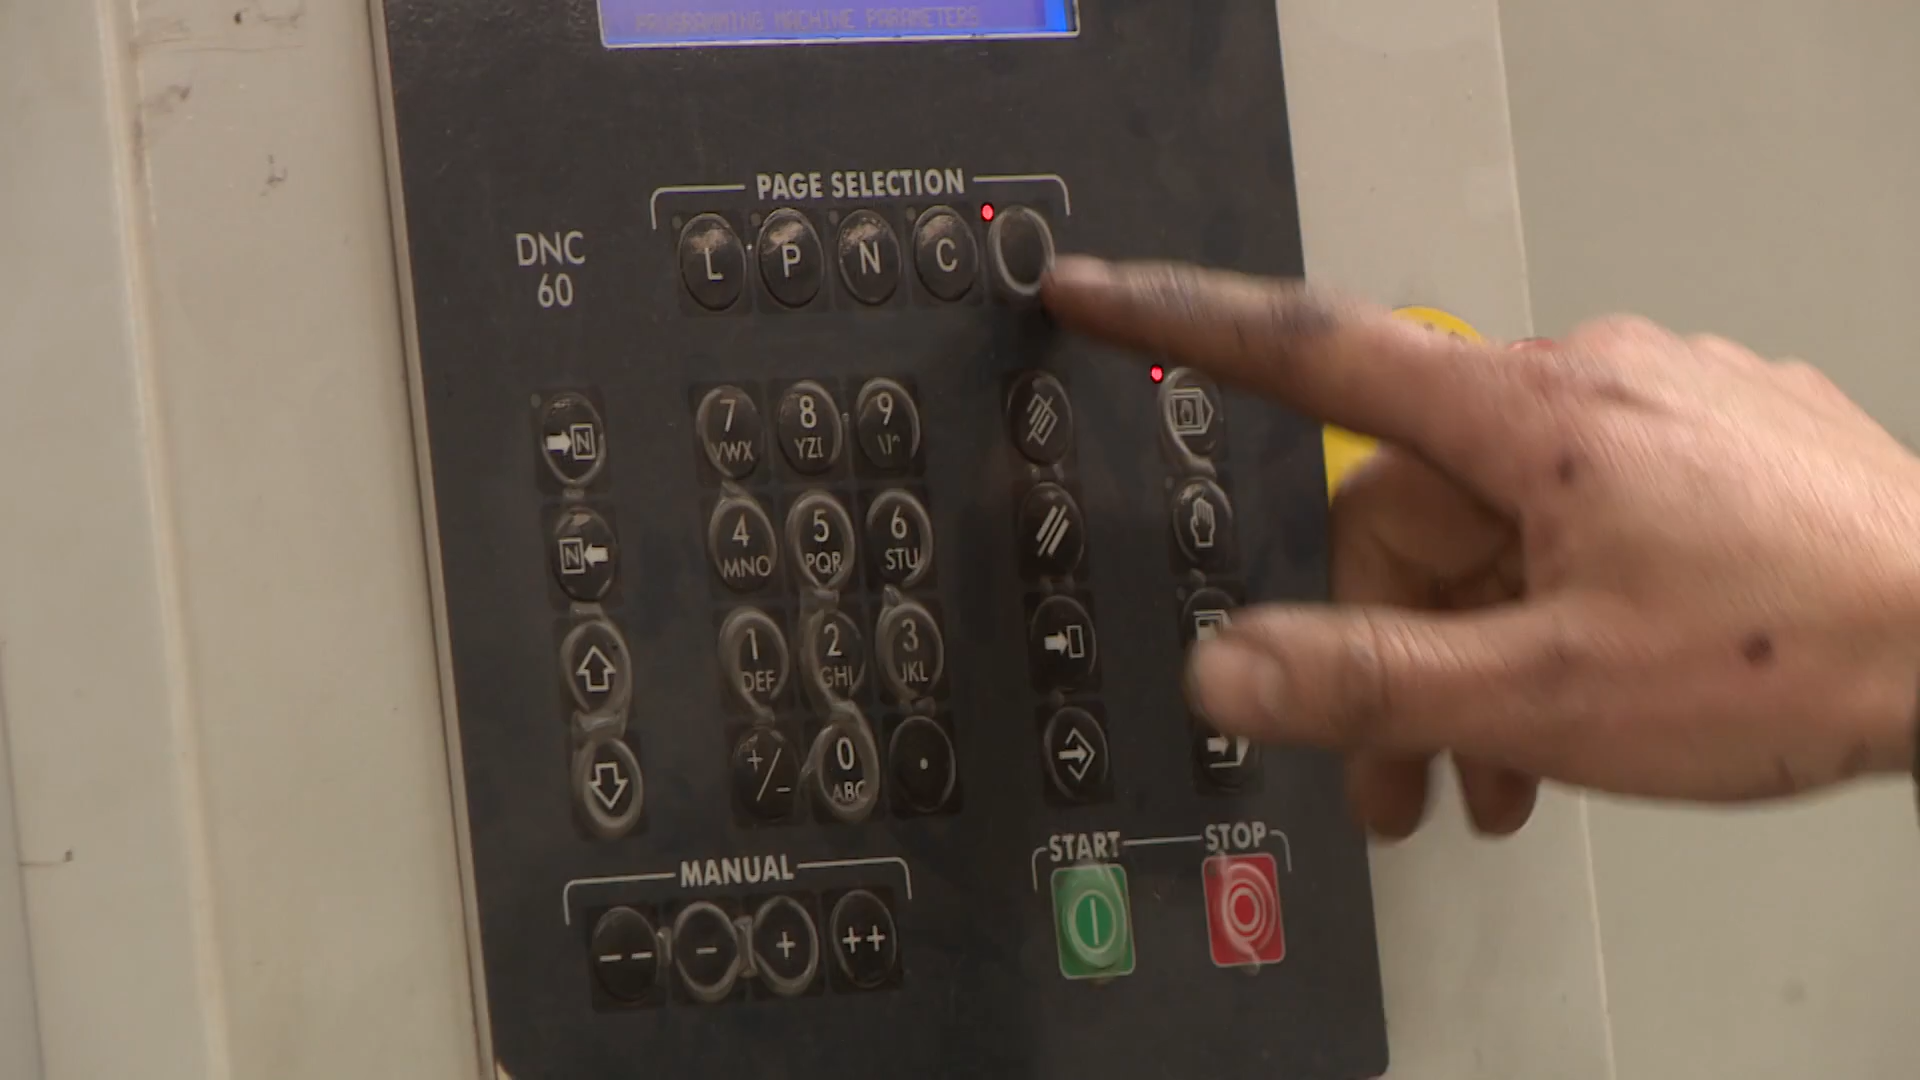 PROGRAMMING MACHINE PARAMETERS
PAGE SELECTION
DNC
60
L P N C
N
7 8 9
VWX YZ[ \]^
N
4 5 6
MNO PQR STU
1 2 3
DEF GHI JKL
+/- 0 .
ABC
MANUAL
-- - + ++
START STOP